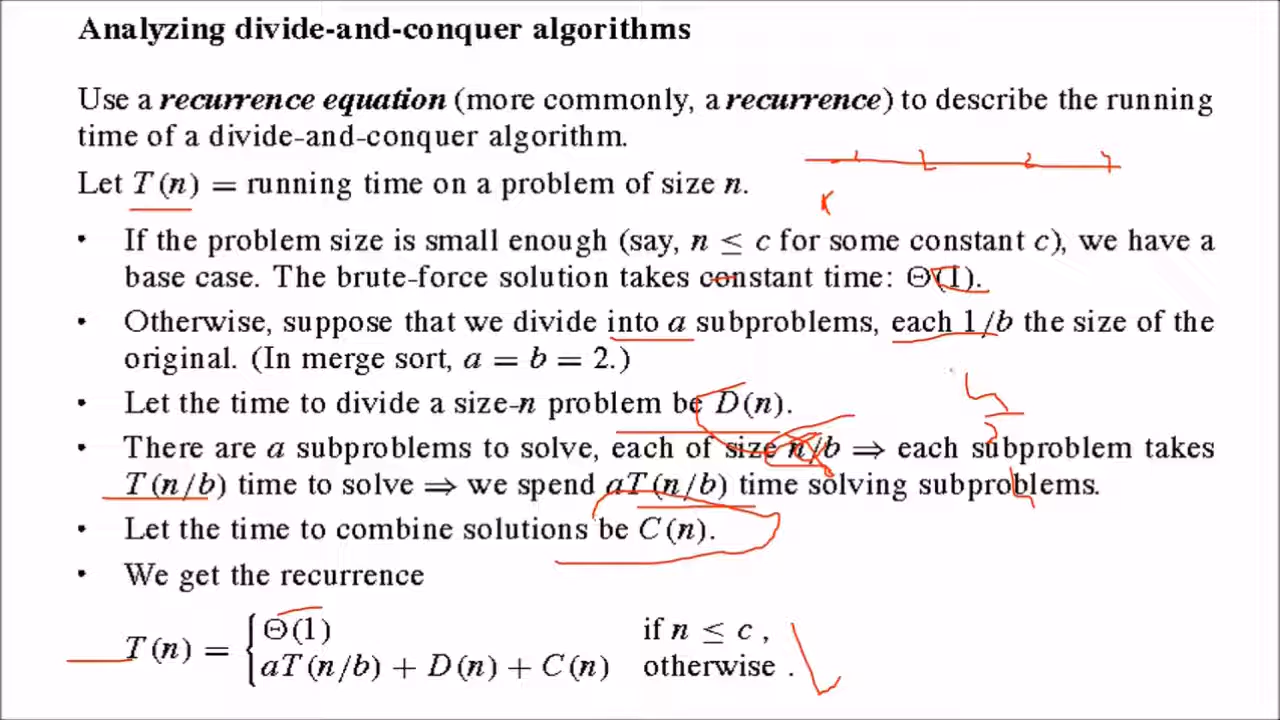 Analyzing divide-and-conquer algorithms
Use a recurrence equation (more commonly, a recurrence) to describe the running
time of a divide-and-conquer algorithm.
Let T(n) = running time on a problem of size n.
• If the problem size is small enough (say, n ≤ c for some constant c), we have a
base case. The brute-force solution takes constant time: Θ(1).
• Otherwise, suppose that we divide into a subproblems, each 1/b the size of the
original. (In merge sort, a = b = 2.)
• Let the time to divide a size-n problem be D(n).
• There are a subproblems to solve, each of size n/b ⇒ each subproblem takes
T(n/b) time to solve ⇒ we spend aT(n/b) time solving subproblems.
• Let the time to combine solutions be C(n).
• We get the recurrence
T(n) = { Θ(1) if n ≤ c ,
aT(n/b) + D(n) + C(n) otherwise .